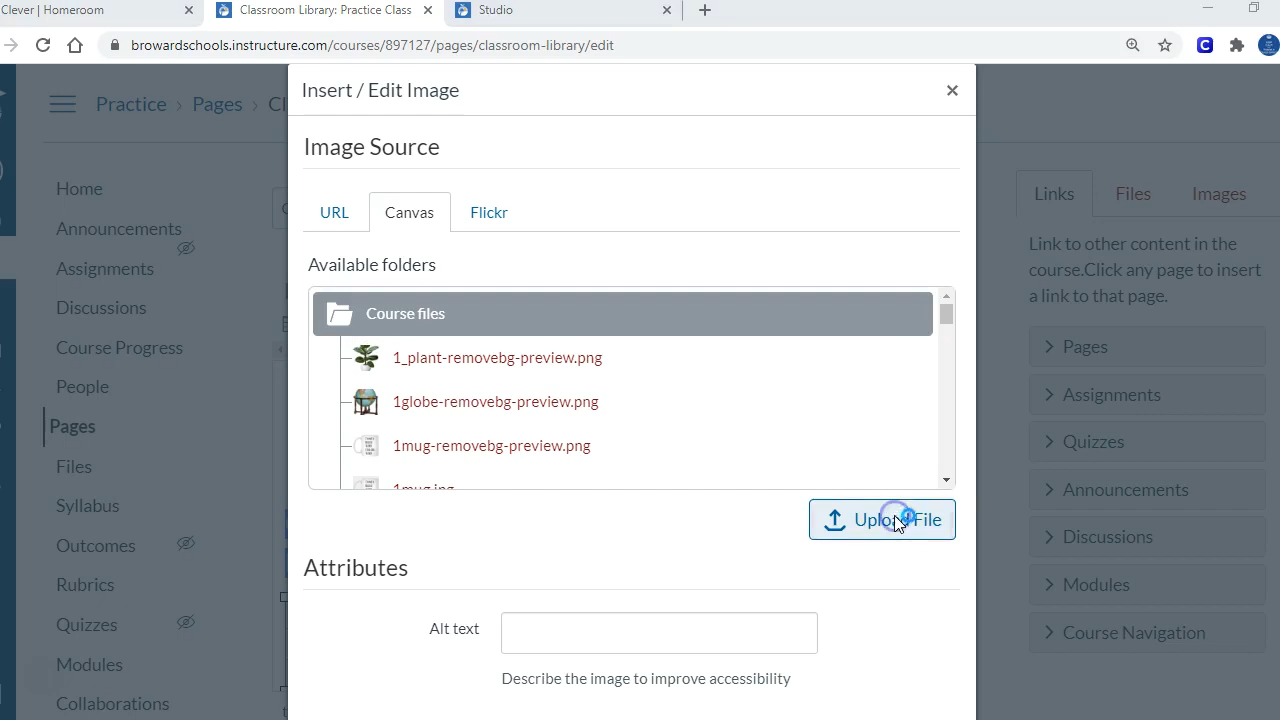 Clever | Homeroom
Classroom Library: Practice Class
Studio
browardschools.instructure.com/courses/897127/pages/classroom-library/edit
C
Insert / Edit Image
Practice › Pages ›
Image Source
URL
Canvas
Flickr
Available folders
Course files
1_plant-removebg-preview.png
1globe-removebg-preview.png
1mug-removebg-preview.png
1mug.jpg
Upload File
Attributes
Alt text
Describe the image to improve accessibility
Home
Announcements
Assignments
Discussions
Course Progress
People
Pages
Files
Syllabus
Outcomes
Rubrics
Quizzes
Modules
Collaborations
Links
Files
Images
Link to other content in the
course.Click any page to insert
a link to that page.
Pages
Assignments
Quizzes
Announcements
Discussions
Modules
Course Navigation